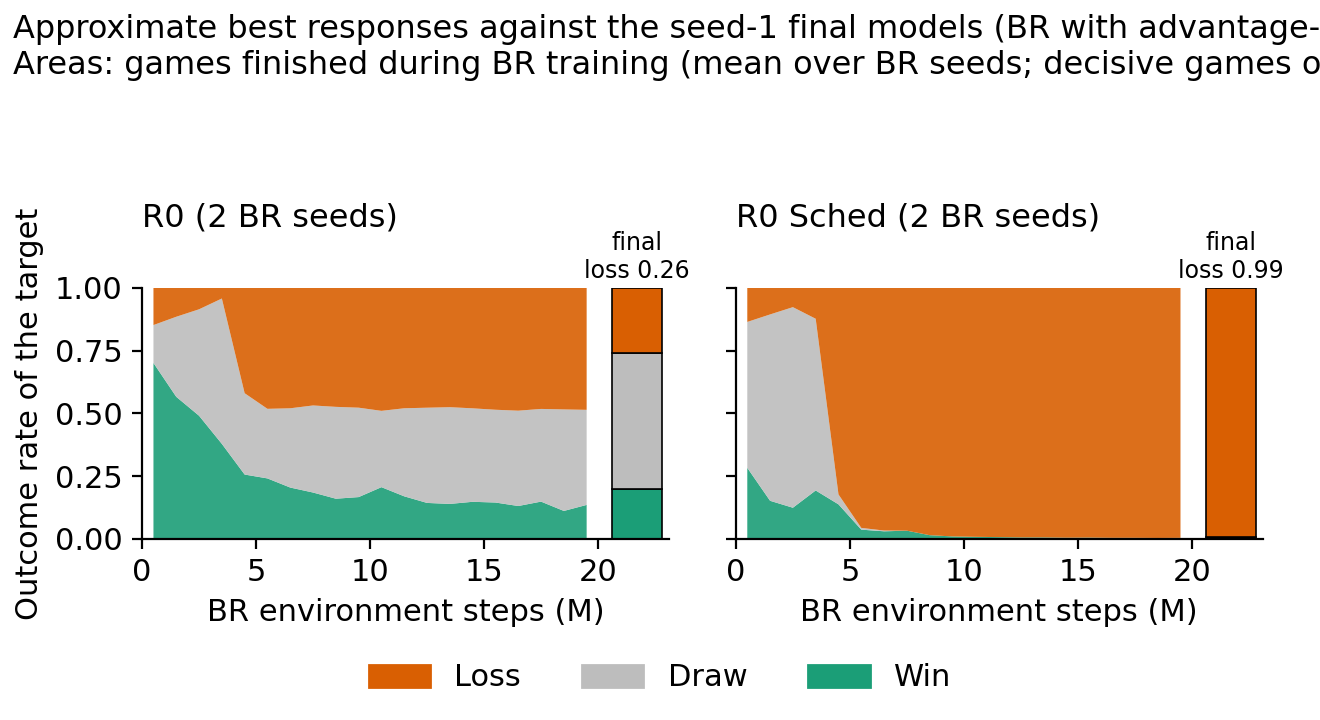 Approximate best responses against the seed-1 final models (BR with advantage-
Areas: games finished during BR training (mean over BR seeds; decisive games o
R0 (2 BR seeds)
R0 Sched (2 BR seeds)
final
loss 0.26
final
loss 0.99
Outcome rate of the target
1.00
0.75
0.50
0.25
0.00
0 5 10 15 20
0 5 10 15 20
BR environment steps (M)
BR environment steps (M)
Loss Draw Win